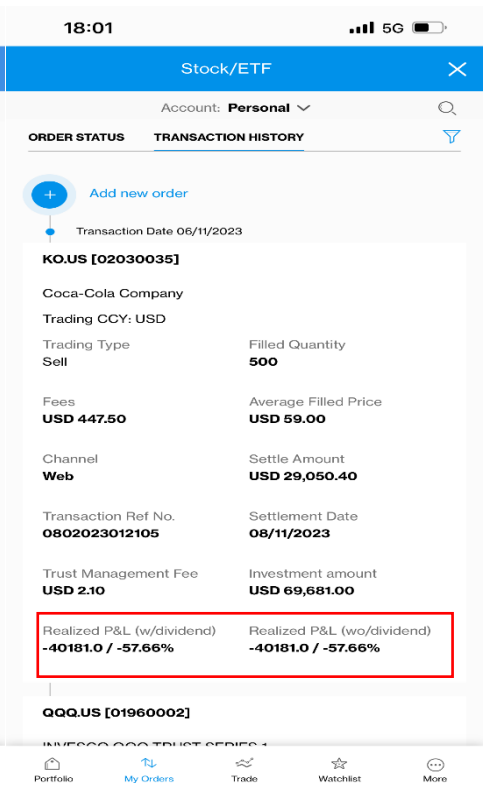 18:01
5G
Stock/ETF
Account: Personal
ORDER STATUS TRANSACTION HISTORY
Add new order
Transaction Date 06/11/2023
KO.US [02030035]
Coca-Cola Company
Trading CCY: USD
Trading Type Filled Quantity
Sell 500
Fees Average Filled Price
USD 447.50 USD 59.00
Channel Settle Amount
Web USD 29,050.40
Transaction Ref No. Settlement Date
0802023012105 08/11/2023
Trust Management Fee Investment amount
USD 2.10 USD 69,681.00
Realized P&L (w/dividend) Realized P&L (wo/dividend)
-40181.0 / -57.66% -40181.0 / -57.66%
QQQ.US [01960002]
INVESCO QQQ TRUST SERIES 1
Portfolio My Orders Trade Watchlist More